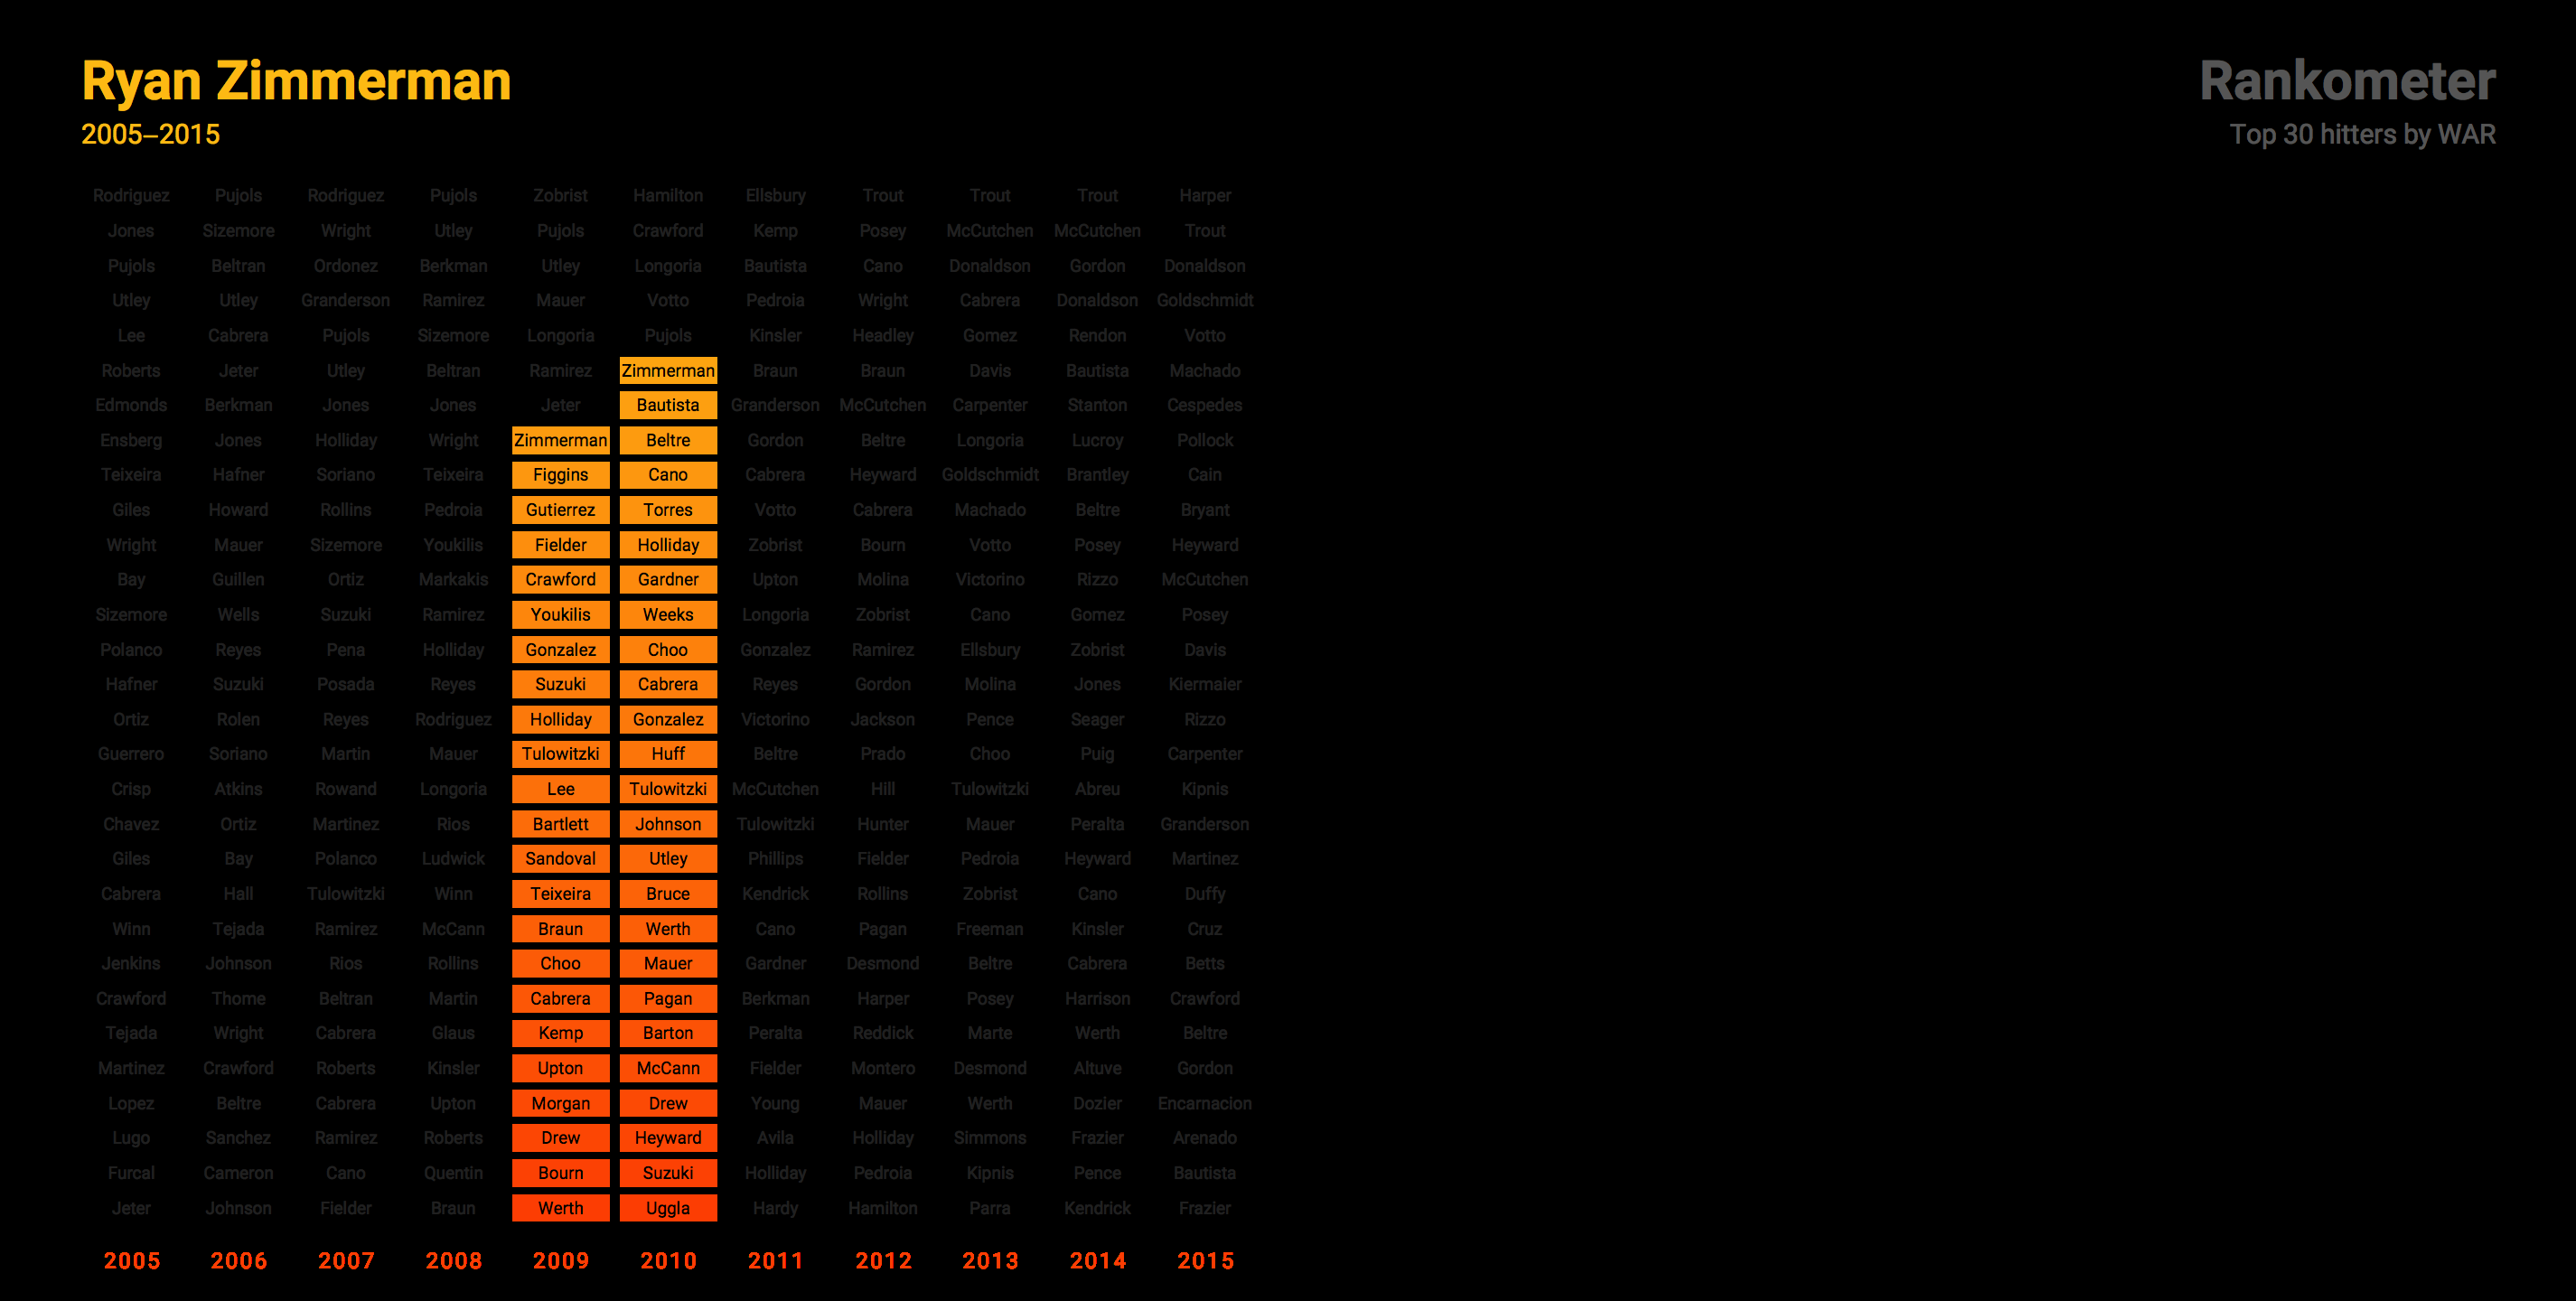 Ryan Zimmerman
2005–2015
Rankometer
Top 30 hitters by WAR
Rodriguez Pujols Rodriguez Pujols Zobrist Hamilton Ellsbury Trout Trout Trout Harper
Jones Sizemore Wright Utley Pujols Crawford Kemp Posey McCutchen McCutchen Trout
Pujols Beltran Ordonez Berkman Utley Longoria Bautista Cano Donaldson Gordon Donaldson
Utley Utley Granderson Ramirez Mauer Votto Pedroia Wright Cabrera Donaldson Goldschmidt
Lee Cabrera Pujols Sizemore Longoria Pujols Kinsler Headley Gomez Rendon Votto
Roberts Jeter Utley Beltran Ramirez Zimmerman Braun Braun Davis Bautista Machado
Edmonds Berkman Jones Jones Jeter Bautista Granderson McCutchen Carpenter Stanton Cespedes
Ensberg Jones Holliday Wright Zimmerman Beltre Gordon Beltre Longoria Lucroy Pollock
Teixeira Hafner Soriano Teixeira Figgins Cano Cabrera Heyward Goldschmidt Brantley Cain
Giles Howard Rollins Pedroia Gutierrez Torres Votto Cabrera Machado Beltre Bryant
Wright Mauer Sizemore Youkilis Fielder Holliday Zobrist Bourn Votto Posey Heyward
Bay Guillen Ortiz Markakis Crawford Gardner Upton Molina Victorino Rizzo McCutchen
Sizemore Wells Suzuki Ramirez Youkilis Weeks Longoria Zobrist Cano Gomez Posey
Polanco Reyes Pena Holliday Gonzalez Choo Gonzalez Ramirez Ellsbury Zobrist Davis
Hafner Suzuki Posada Reyes Suzuki Cabrera Reyes Gordon Molina Jones Kiermaier
Ortiz Rolen Reyes Rodriguez Holliday Gonzalez Victorino Jackson Pence Seager Rizzo
Guerrero Soriano Martin Mauer Tulowitzki Huff Beltre Prado Choo Puig Carpenter
Crisp Atkins Rowand Longoria Lee Tulowitzki McCutchen Hill Tulowitzki Abreu Kipnis
Chavez Ortiz Martinez Rios Bartlett Johnson Tulowitzki Hunter Mauer Peralta Granderson
Giles Bay Polanco Ludwick Sandoval Utley Phillips Fielder Pedroia Heyward Martinez
Cabrera Hall Tulowitzki Winn Teixeira Bruce Kendrick Rollins Zobrist Cano Duffy
Winn Tejada Ramirez McCann Braun Werth Cano Pagan Freeman Kinsler Cruz
Jenkins Johnson Rios Rollins Choo Mauer Gardner Desmond Beltre Cabrera Betts
Crawford Thome Beltran Martin Cabrera Pagan Berkman Harper Posey Harrison Crawford
Tejada Wright Cabrera Glaus Kemp Barton Peralta Reddick Marte Werth Beltre
Martinez Crawford Roberts Kinsler Upton McCann Fielder Montero Desmond Altuve Gordon
Lopez Beltre Cabrera Upton Morgan Drew Young Mauer Werth Dozier Encarnacion
Lugo Sanchez Ramirez Roberts Drew Heyward Avila Holliday Simmons Frazier Arenado
Furcal Cameron Cano Quentin Bourn Suzuki Holliday Pedroia Kipnis Pence Bautista
Jeter Johnson Fielder Braun Werth Uggla Hardy Hamilton Parra Kendrick Frazier
2005 2006 2007 2008 2009 2010 2011 2012 2013 2014 2015